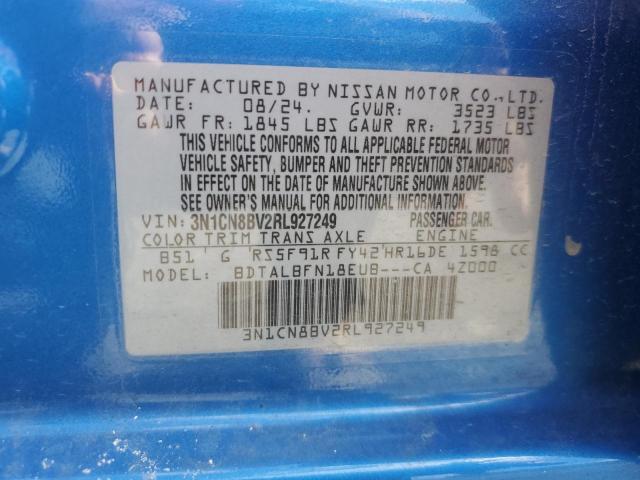 MANUFACTURED BY NISSAN MOTOR CO., LTD.
DATE: 08/24. GVWR: 3523 LBS
GAWR FR: 1845 LBS GAWR RR: 1735 LBS
THIS VEHICLE CONFORMS TO ALL APPLICABLE FEDERAL MOTOR
VEHICLE SAFETY, BUMPER AND THEFT PREVENTION STANDARDS
IN EFFECT ON THE DATE OF MANUFACTURE SHOWN ABOVE.
SEE OWNER'S MANUAL FOR FURTHER INFORMATION.
VIN: 3N1CN8BV2RL927249 PASSENGER CAR.
COLOR TRIM TRANS AXLE ENGINE
B51 ' G 'RS5F91R FY42'HR16DE 1598 CC
MODEL: BDTALBFN18EUB---CA 4Z000
3N1CN8BV2RL927249